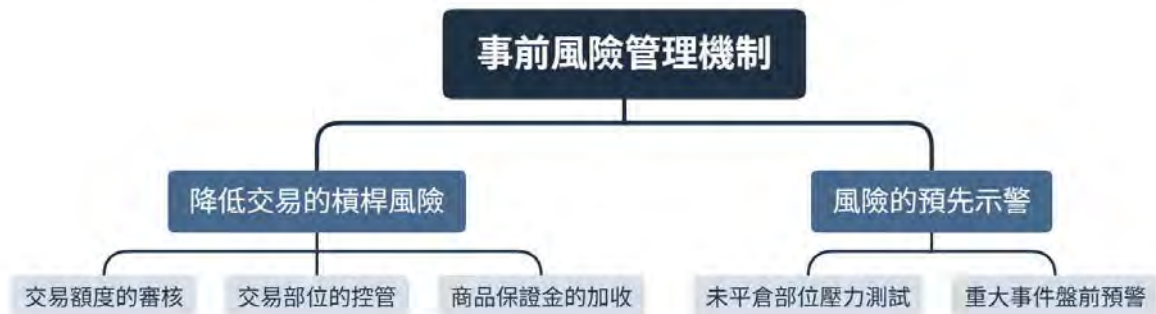 事前風險管理機制
降低交易的槓桿風險
風險的預先示警
交易額度的審核
交易部位的控管
商品保證金的加收
未平倉部位壓力測試
重大事件盤前預警